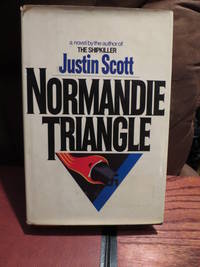 a novel by the author of
THE SHIPKILLER
Justin Scott
NORMANDIE
TRIANGLE